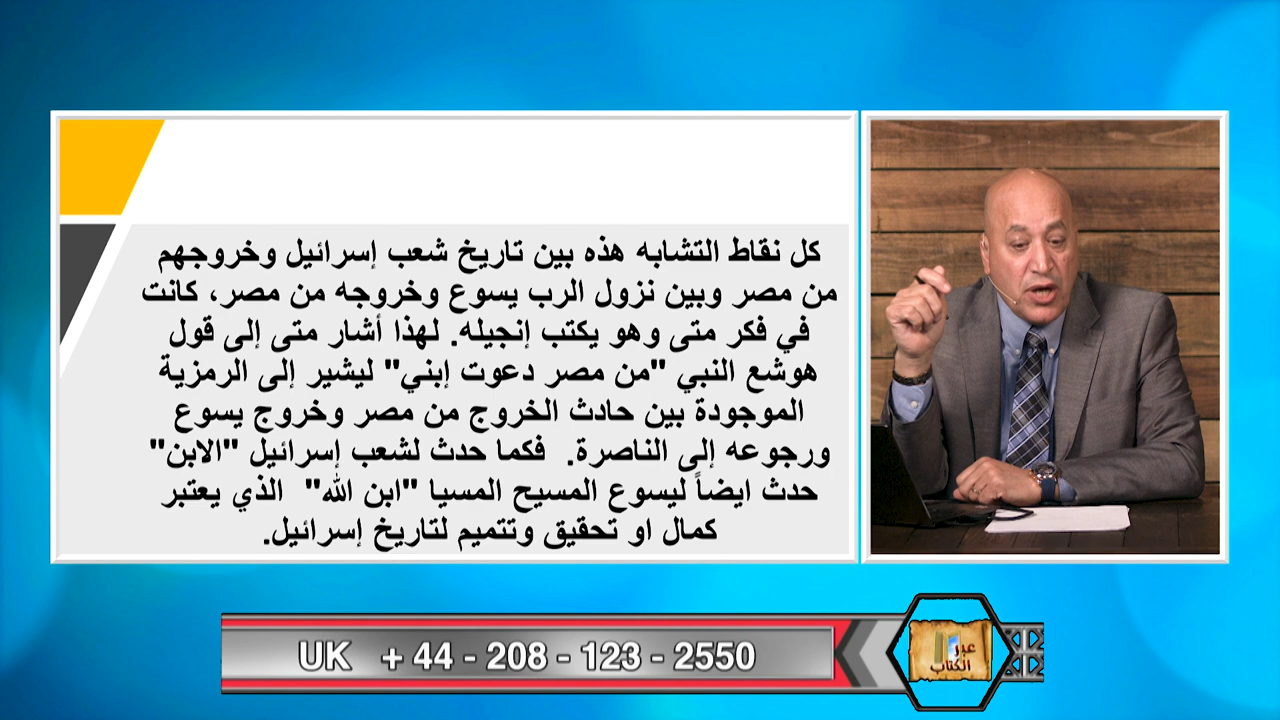 كل نقاط التشابه هذه بين تاريخ شعب إسرائيل وخروجهم
من مصر وبين نزول الرب يسوع وخروجه من مصر، كانت
في فكر متى وهو يكتب إنجيله. لهذا أشار متى إلى قول
هوشع النبي "من مصر دعوت إبني" ليشير إلى الرمزية
الموجودة بين حادث الخروج من مصر وخروج يسوع
ورجوعه إلى الناصرة.  فكما حدث لشعب إسرائيل "الابن"
حدث ايضاً ليسوع المسيح المسيا "ابن الله"  الذي يعتبر
كمال او تحقيق وتتميم لتاريخ إسرائيل.
UK + 44 - 208 - 123 - 2550
عبر
الكتاب